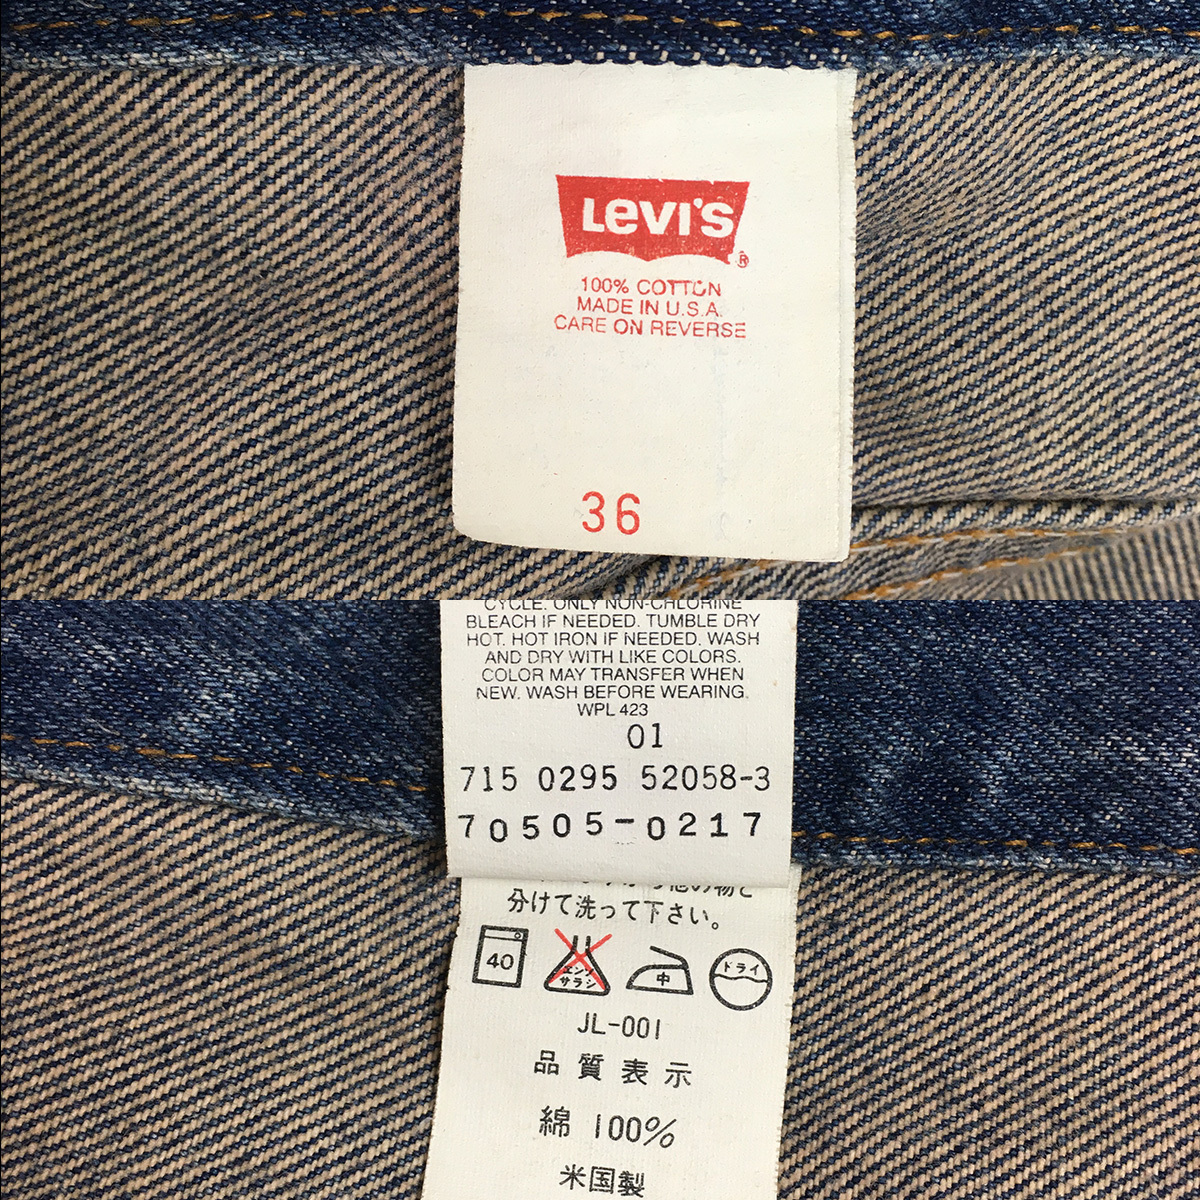 LEVI'S
®
100% COTTON
MADE IN U.S.A.
CARE ON REVERSE
36
CYCLE. ONLY NON-CHLORINE
BLEACH IF NEEDED. TUMBLE DRY
HOT. HOT IRON IF NEEDED. WASH
AND DRY WITH LIKE COLORS.
COLOR MAY TRANSFER WHEN
NEW. WASH BEFORE WEARING.
WPL 423
01
715 0295 52058-3
70505-0217
他の物と
分けて洗って下さい。
40 エンソ サラシ 中 ドライ
JL-001
品質表示
綿 100%
米国製